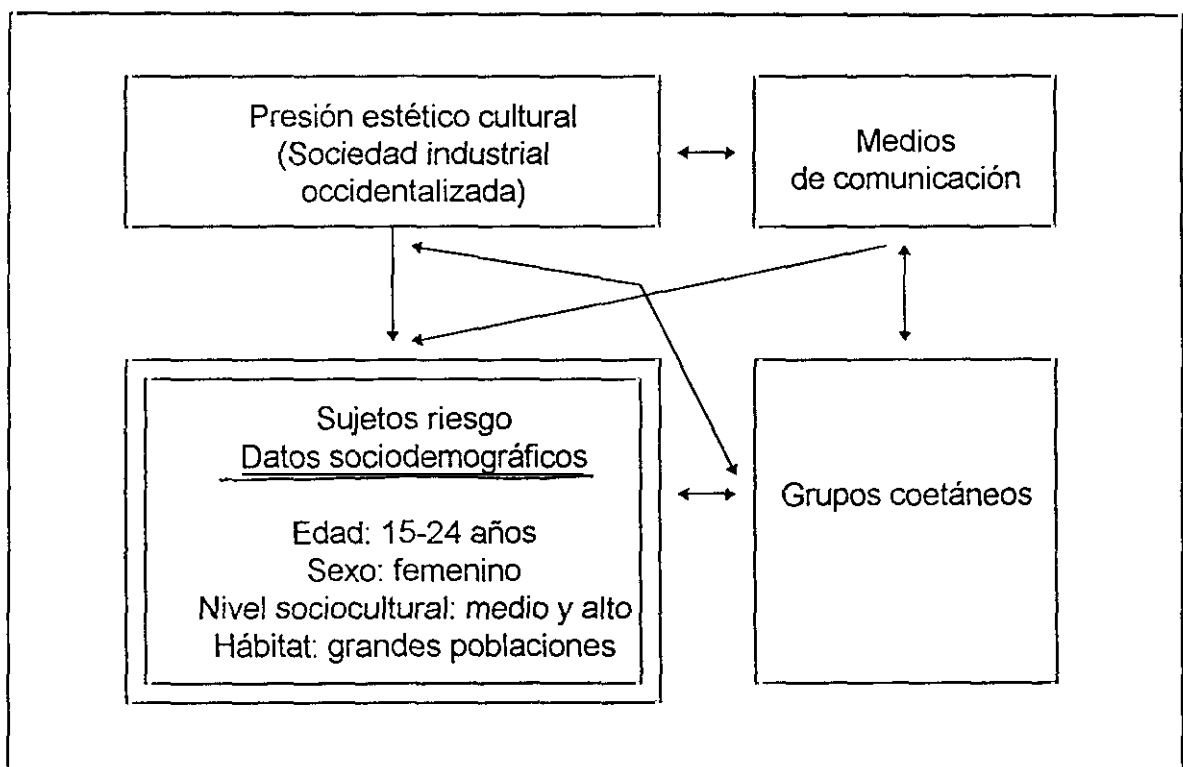 Presión estético cultural
(Sociedad industrial
occidentalizada)
Medios
de comunicación
Sujetos riesgo
Datos sociodemográficos
Edad: 15-24 años
Sexo: femenino
Nivel sociocultural: medio y alto
Hábitat: grandes poblaciones
Grupos coetáneos